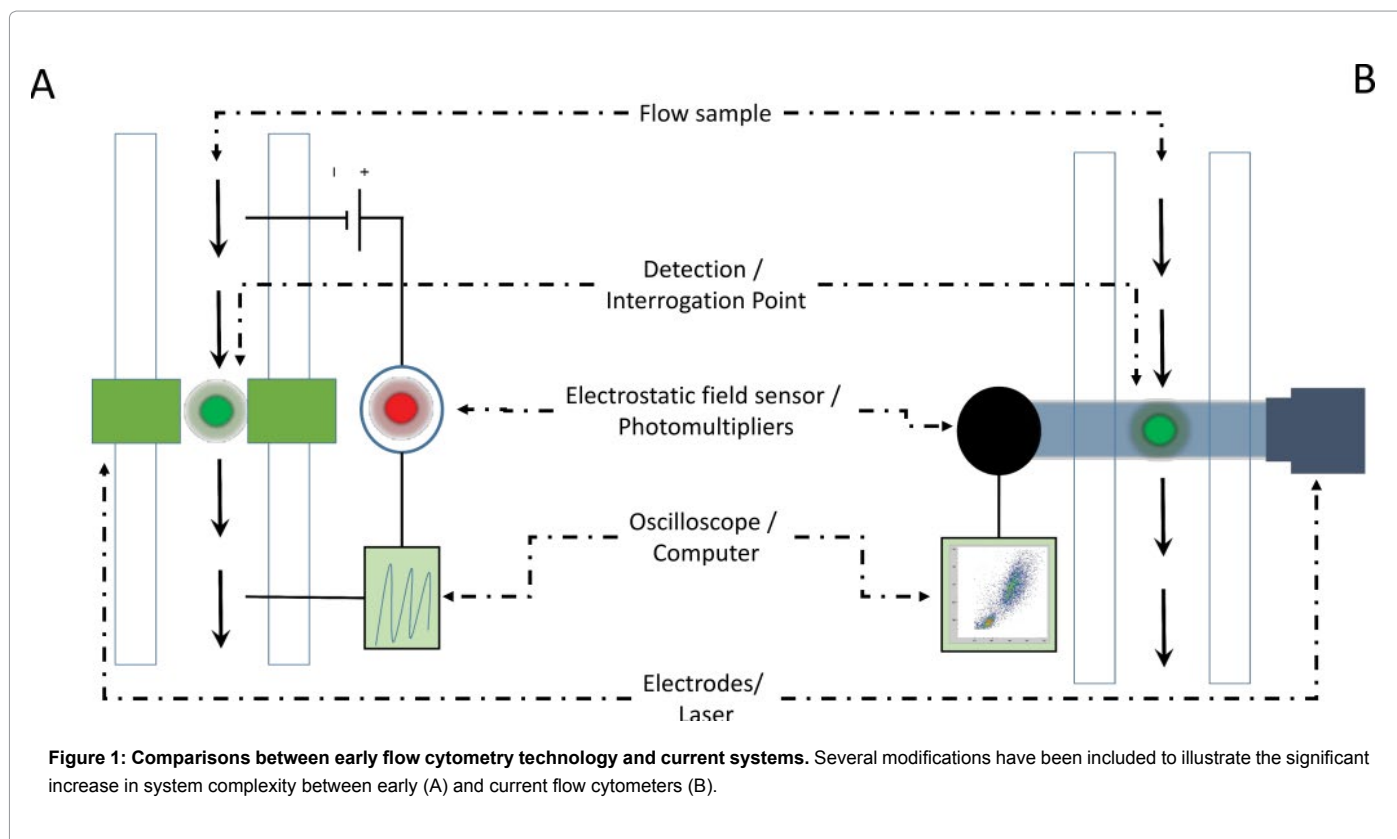 A
B
Flow sample
- +
Detection /
Interrogation Point
Electrostatic field sensor /
Photomultipliers
Oscilloscope /
Computer
Electrodes/
Laser
Figure 1: Comparisons between early flow cytometry technology and current systems. Several modifications have been included to illustrate the significant
increase in system complexity between early (A) and current flow cytometers (B).